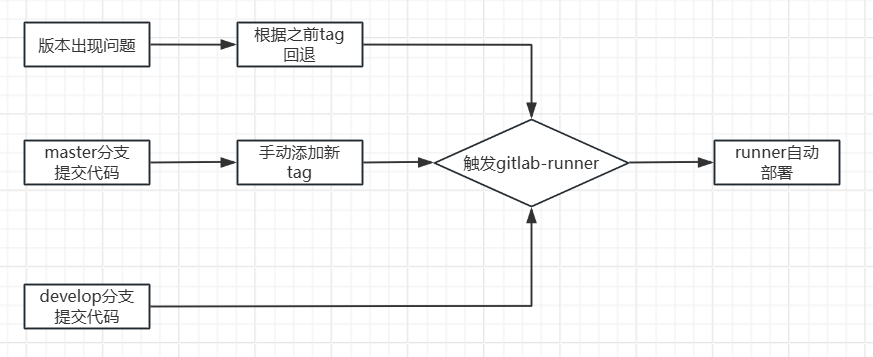 版本出现问题
根据之前tag
回退
master分支
提交代码
手动添加新
tag
触发gitlab-runner
runner自动
部署
develop分支
提交代码